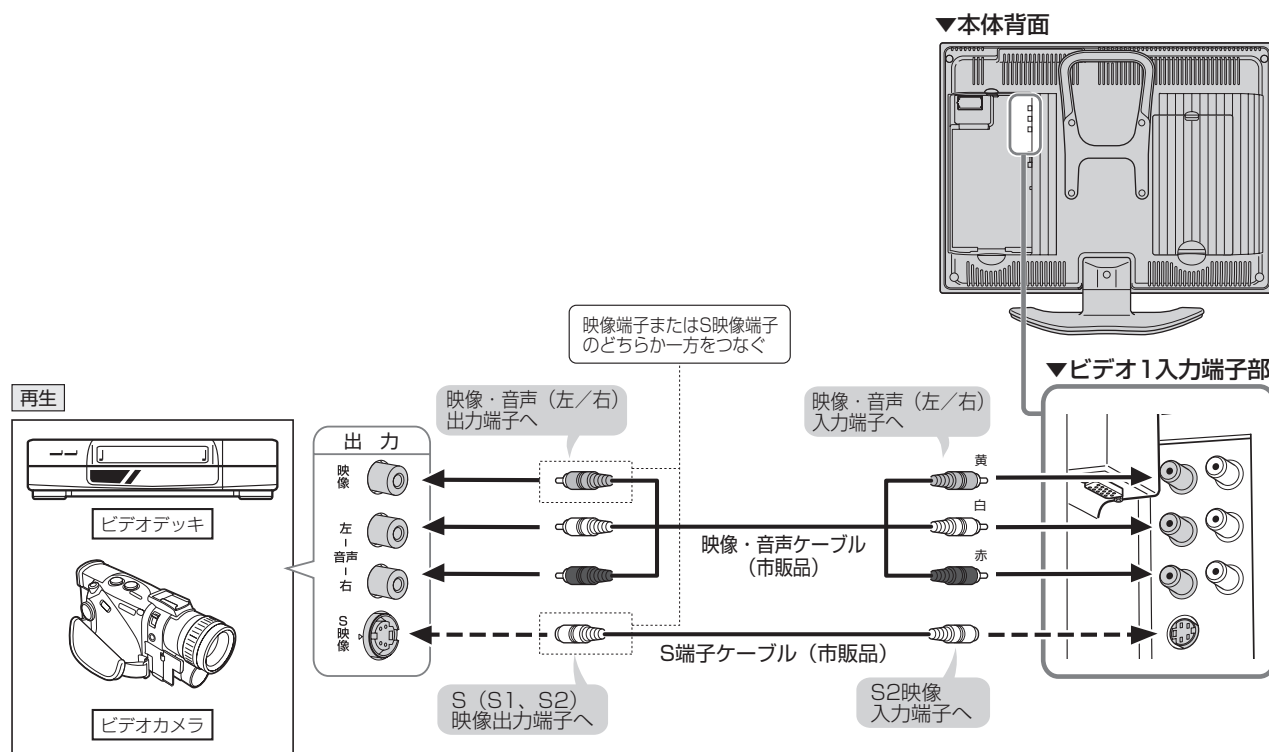 ▼本体背面
映像端子またはS映像端子
のどちらか一方をつなぐ
▼ビデオ1入力端子部
再生
映像・音声（左／右）
出力端子へ
映像・音声（左／右）
入力端子へ
出 力
映像
左
音声
右
S映像
黄
白
赤
ビデオデッキ
映像・音声ケーブル
（市販品）
S端子ケーブル（市販品）
S（S1、S2）
映像出力端子へ
S2映像
入力端子へ
ビデオカメラ